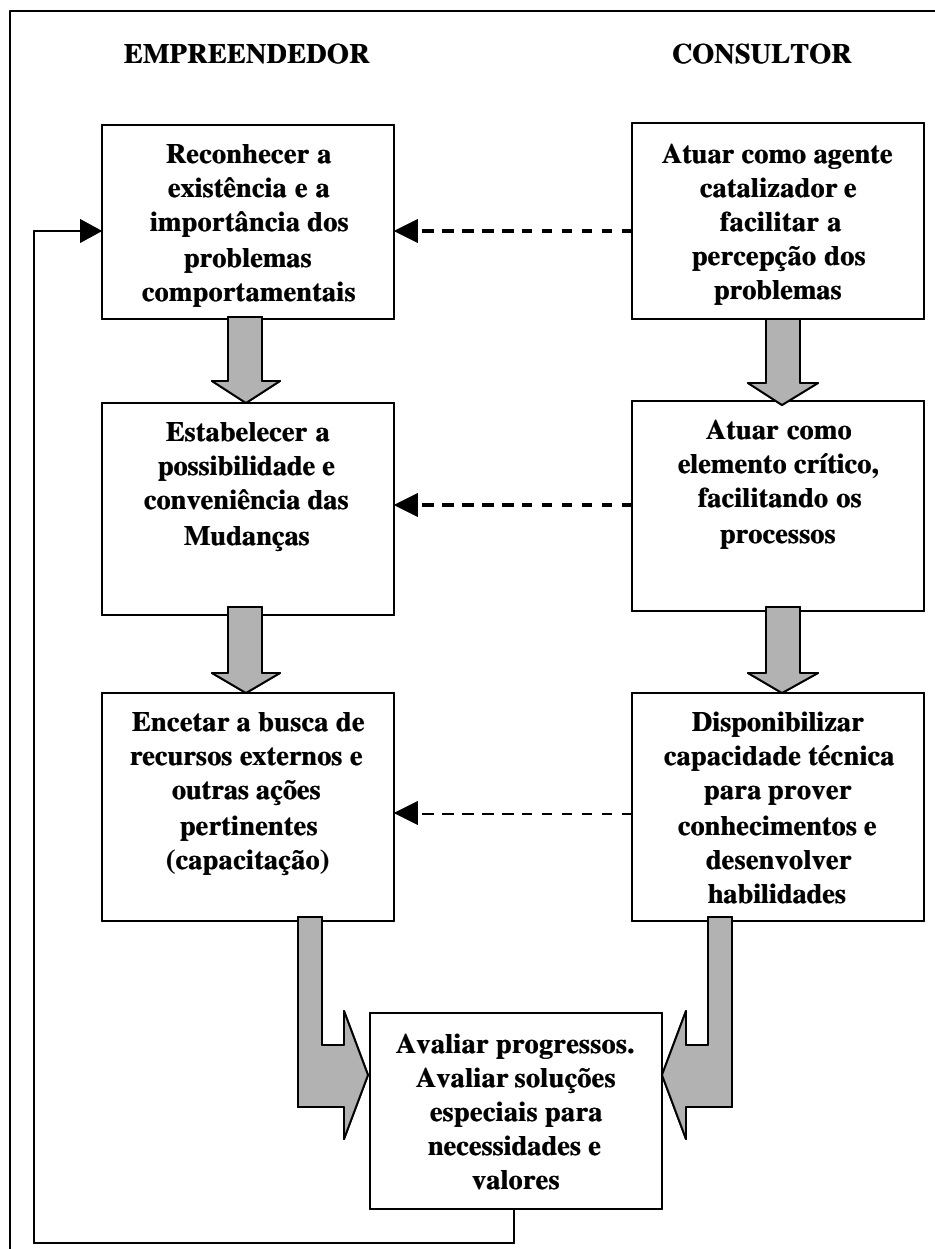 EMPREENDEDOR
CONSULTOR
Reconhecer a
existência e a
importância dos
problemas
comportamentais
Atuar como agente
catalizador e
facilitar a
percepção dos
problemas
Estabelecer a
possibilidade e
conveniência das
Mudanças
Atuar como
elemento crítico,
facilitando os
processos
Encetar a busca de
recursos externos e
outras ações
pertinentes
(capacitação)
Disponibilizar
capacidade técnica
para prover
conhecimentos e
desenvolver
habilidades
Avaliar progressos.
Avaliar soluções
especiais para
necessidades e
valores